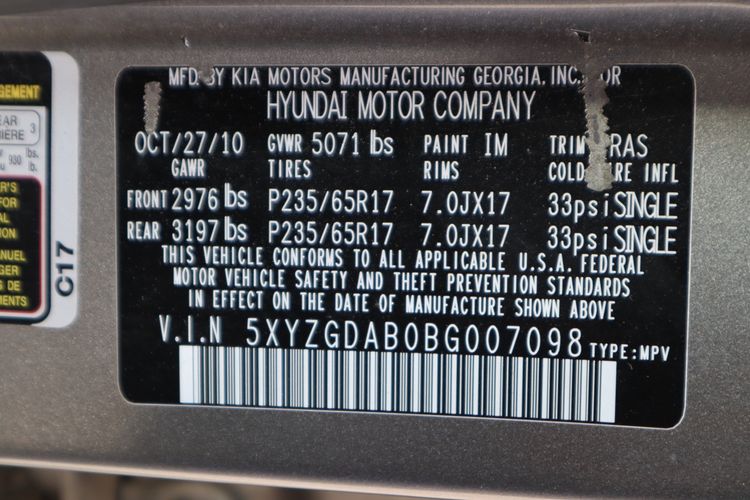 MFD. BY KIA MOTORS MANUFACTURING GEORGIA. INC.
HYUNDAI MOTOR COMPANY
OCT/27/10 GVWR 5071 lbs PAINT IM TRIM RAS
GAWR TIRES RIMS COLD INFL
FRONT 2976 lbs P235/65R17 7.0JX17 33psi SINGLE
REAR 3197 lbs P235/65R17 7.0JX17 33psi SINGLE
THIS VEHICLE CONFORMS TO ALL APPLICABLE U.S.A. FEDERAL
MOTOR VEHICLE SAFETY AND THEFT PREVENTION STANDARDS
IN EFFECT ON THE DATE OF MANUFACTURE SHOWN ABOVE
V.I.N 5XYZGDAB0BG007098 TYPE:MPV
C17
3
930 lbs.
FOR